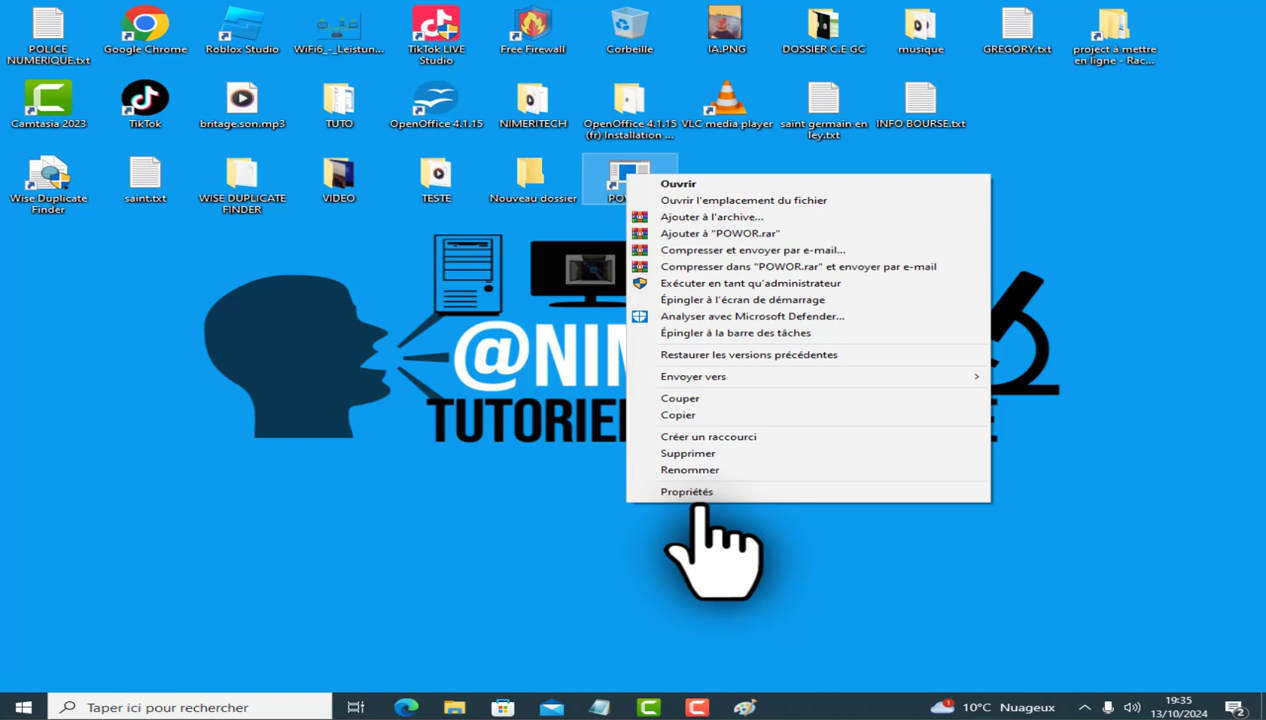 POLICE NUMERIQUE.txt
Google Chrome
Roblox Studio
WiFi6_-_Leistun...
TikTok LIVE Studio
Free Firewall
Corbeille
IA.PNG
DOSSIER C.E GC
musique
GREGORY.txt
project à mettre en ligne - Rac...
Camtasia 2023
TikTok
britage.son.mp3
TUTO
OpenOffice 4.1.15
NIMERITECH
OpenOffice 4.1.15 (fr) Installation ...
VLC media player
saint germain en ley.txt
INFO BOURSE.txt
Wise Duplicate Finder
saint.txt
WISE DUPLICATE FINDER
VIDEO
TESTE
Nouveau dossier
Ouvrir
Ouvrir l'emplacement du fichier
Ajouter à l'archive...
Ajouter à "POWOR.rar"
Compresser et envoyer par e-mail...
Compresser dans "POWOR.rar" et envoyer par e-mail
Exécuter en tant qu'administrateur
Épingler à l'écran de démarrage
Analyser avec Microsoft Defender...
Épingler à la barre des tâches
Restaurer les versions précédentes
Envoyer vers
Couper
Copier
Créer un raccourci
Supprimer
Renommer
Propriétés
@NIM
TUTORIE
Taper ici pour rechercher
10°C Nuageux
19:35
13/10/2024
2